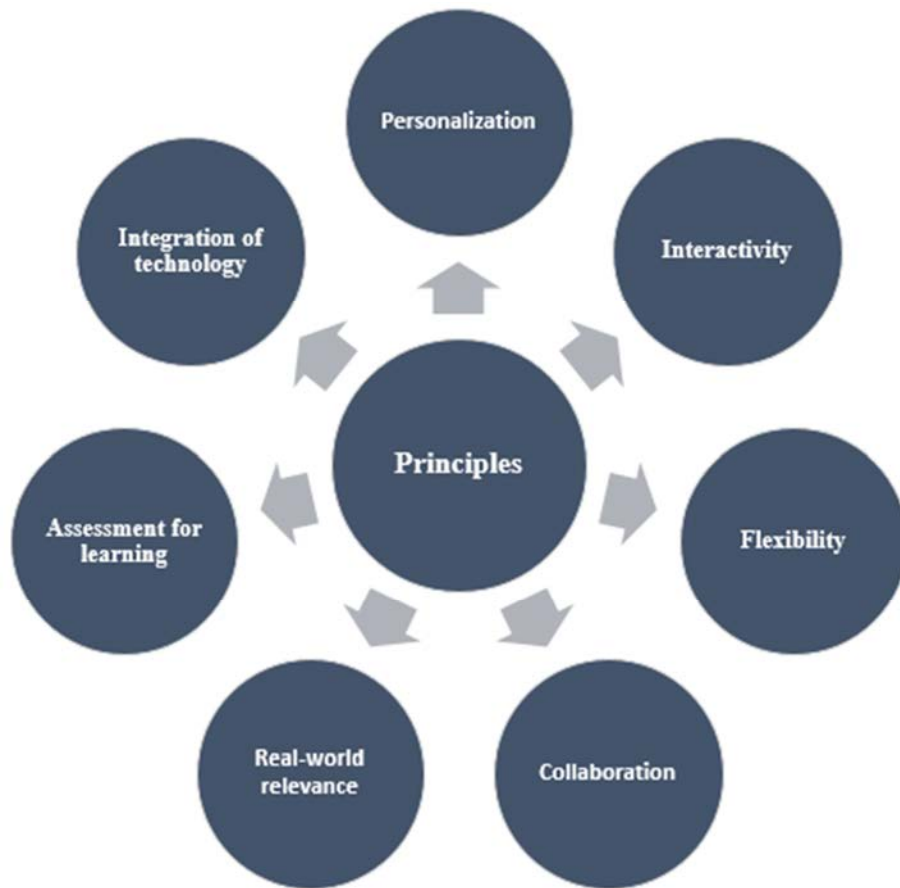 Personalization
Interactivity
Flexibility
Collaboration
Real-world
relevance
Assessment for
learning
Integration of
technology
Principles